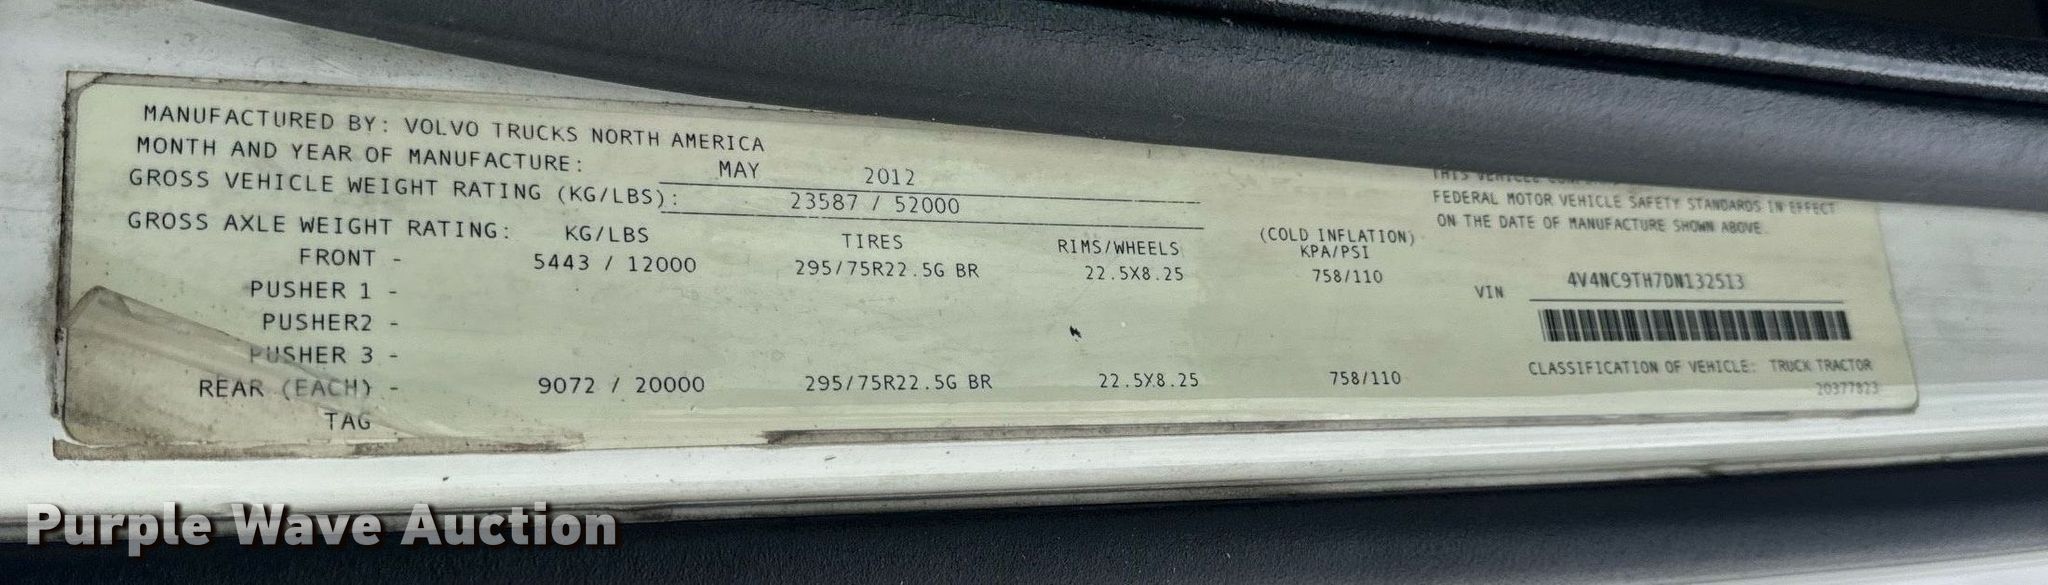 MANUFACTURED BY: VOLVO TRUCKS NORTH AMERICA
MONTH AND YEAR OF MANUFACTURE: MAY 2012
GROSS VEHICLE WEIGHT RATING (KG/LBS): 23587 / 52000
GROSS AXLE WEIGHT RATING: KG/LBS TIRES RIMS/WHEELS (COLD INFLATION) KPA/PSI
FRONT - 5443 / 12000 295/75R22.5G BR 22.5X8.25 758/110
PUSHER 1 -
PUSHER2 -
PUSHER 3 -
REAR (EACH) - 9072 / 20000 295/75R22.5G BR 22.5X8.25 758/110
TAG
THIS VEHICLE
FEDERAL MOTOR VEHICLE SAFETY STANDARDS IN EFFECT
ON THE DATE OF MANUFACTURE SHOWN ABOVE.
VIN 4V4NC9TH7DN132513
CLASSIFICATION OF VEHICLE: TRUCK TRACTOR
20377823
Purple Wave Auction